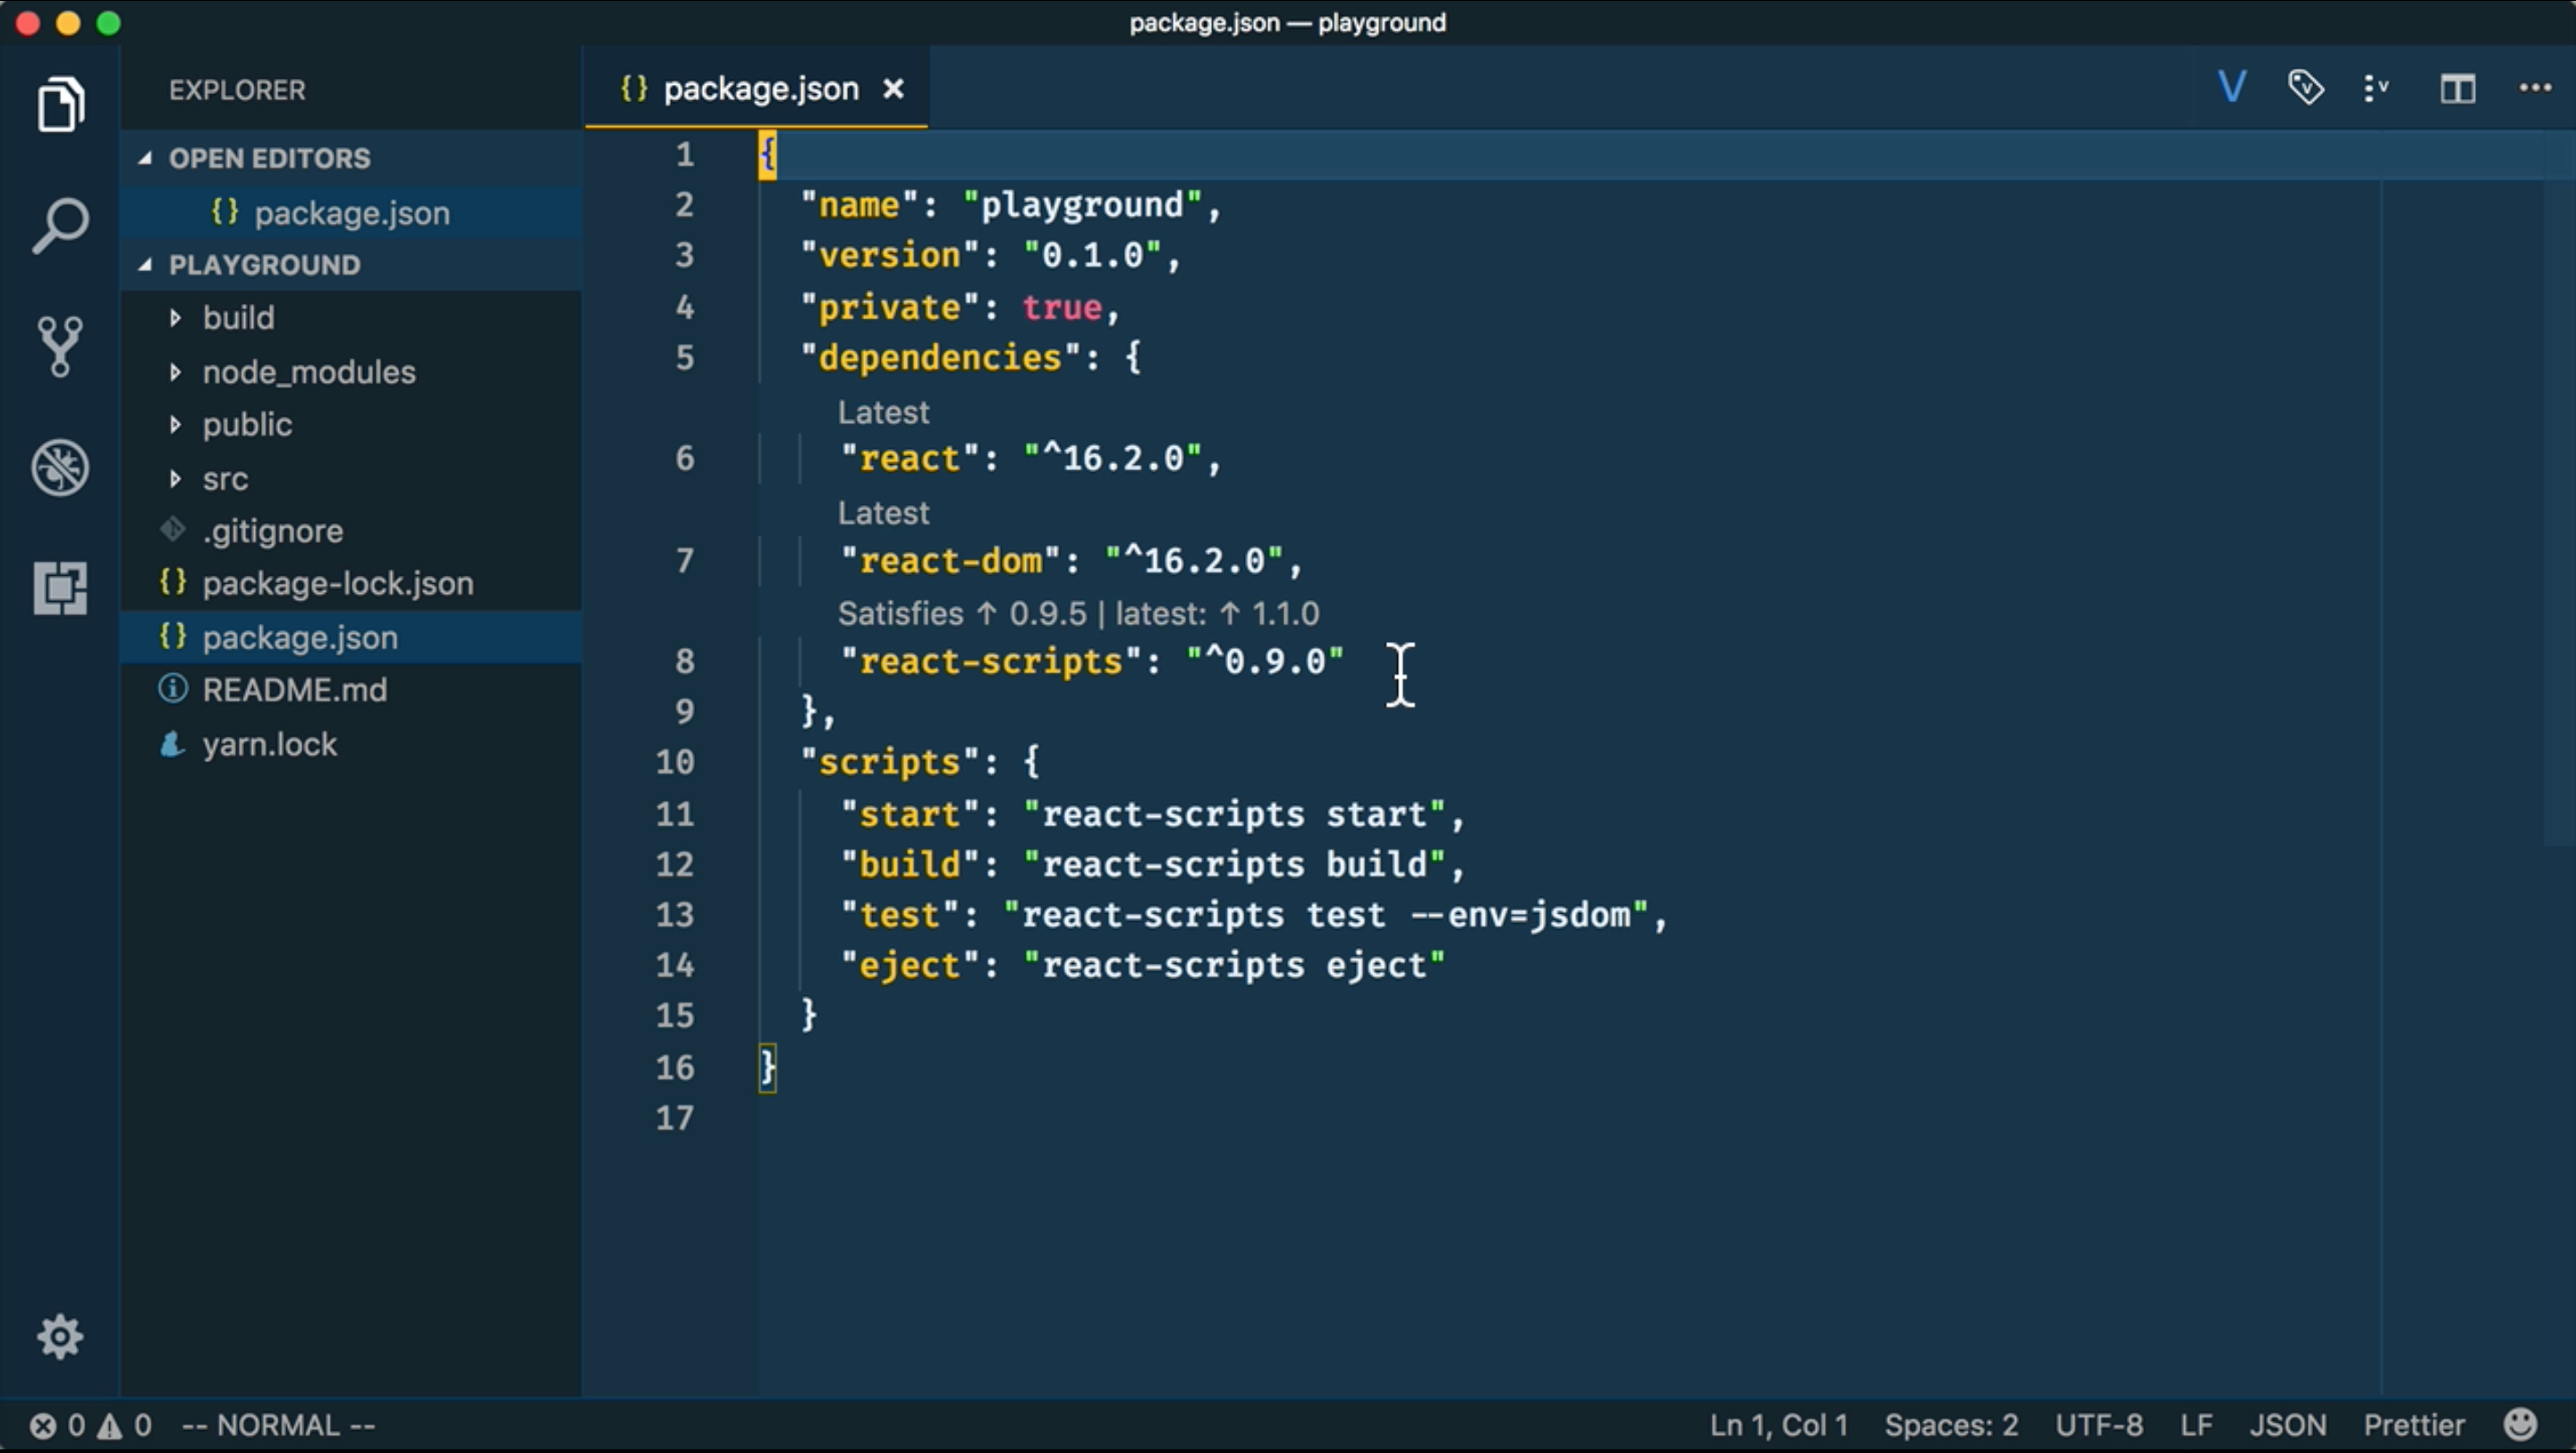 package.json — playground
EXPLORER
OPEN EDITORS
{} package.json
PLAYGROUND
build
node_modules
public
src
.gitignore
{} package-lock.json
{} package.json
README.md
yarn.lock
{} package.json ×
1 {
2 "name": "playground",
3 "version": "0.1.0",
4 "private": true,
5 "dependencies": {
Latest
6 "react": "^16.2.0",
Latest
7 "react-dom": "^16.2.0",
Satisfies ↑ 0.9.5 | latest: ↑ 1.1.0
8 "react-scripts": "^0.9.0"
9 },
10 "scripts": {
11 "start": "react-scripts start",
12 "build": "react-scripts build",
13 "test": "react-scripts test --env=jsdom",
14 "eject": "react-scripts eject"
15 }
16 }
17
0 0 -- NORMAL -- Ln 1, Col 1 Spaces: 2 UTF-8 LF JSON Prettier